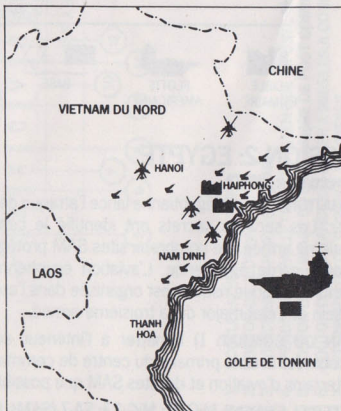 CHINE
VIETNAM DU NORD
HANOI
HAIPHONG
NAM DINH
LAOS
THANH
HOA
GOLFE DE TONKIN